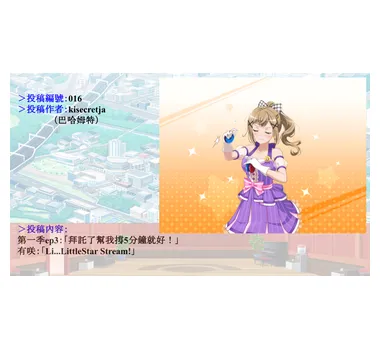 ＞投稿編號:016
＞投稿作者:kisecretja
(巴哈姆特)
＞投稿內容:
第一季ep3:「拜託了幫我撐5分鐘就好！」
有咲:「Li...LittleStar Stream!」